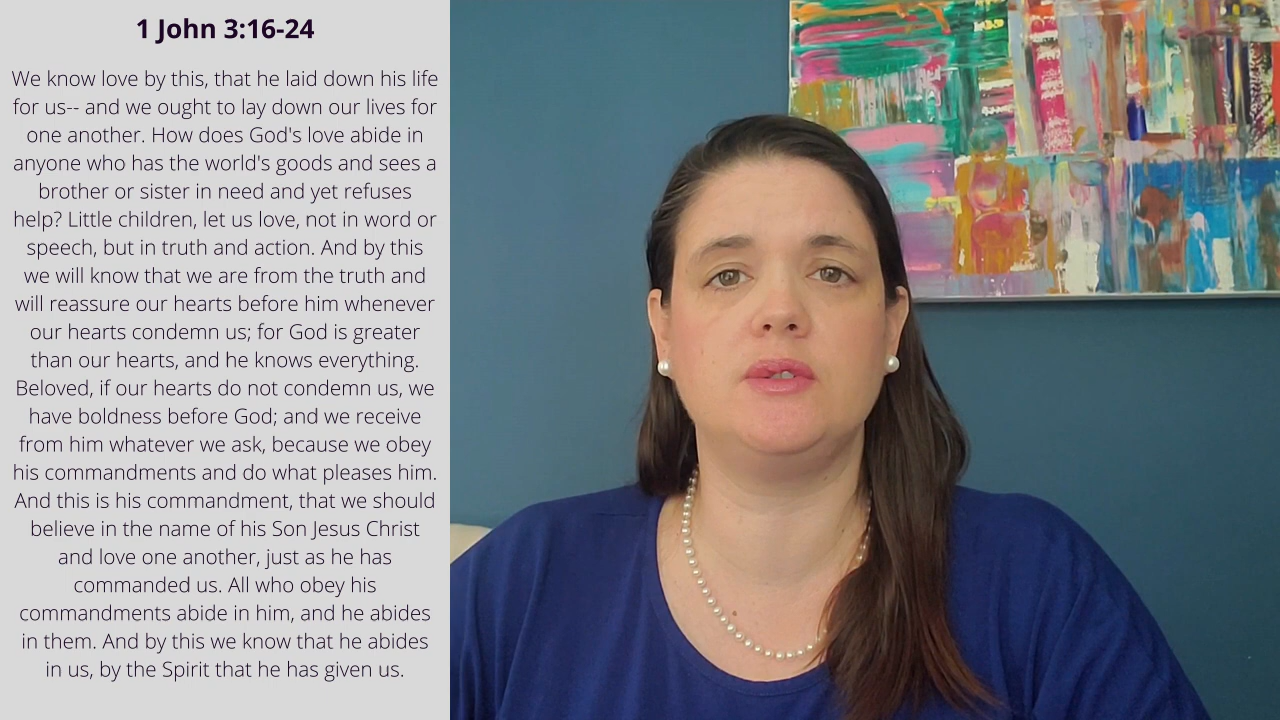 1 John 3:16-24
We know love by this, that he laid down his life
for us-- and we ought to lay down our lives for
one another. How does God's love abide in
anyone who has the world's goods and sees a
brother or sister in need and yet refuses
help? Little children, let us love, not in word or
speech, but in truth and action. And by this
we will know that we are from the truth and
will reassure our hearts before him whenever
our hearts condemn us; for God is greater
than our hearts, and he knows everything.
Beloved, if our hearts do not condemn us, we
have boldness before God; and we receive
from him whatever we ask, because we obey
his commandments and do what pleases him.
And this is his commandment, that we should
believe in the name of his Son Jesus Christ
and love one another, just as he has
commanded us. All who obey his
commandments abide in him, and he abides
in them. And by this we know that he abides
in us, by the Spirit that he has given us.